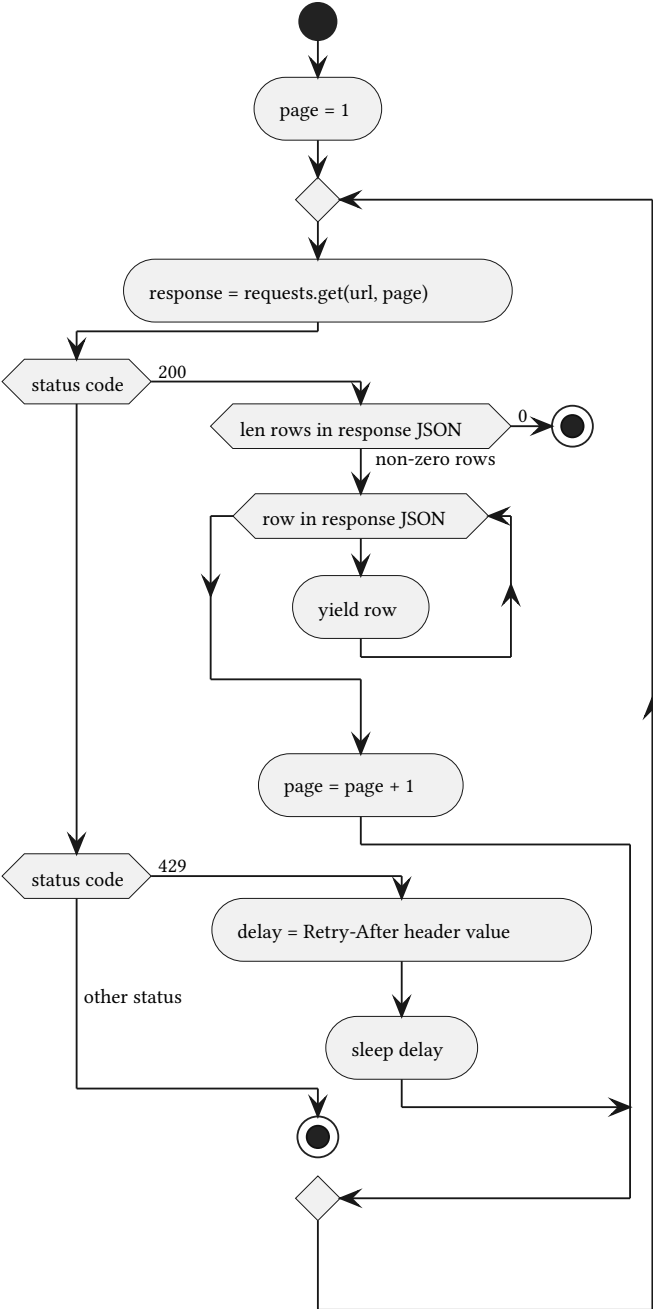 page = 1
response = requests.get(url, page)
status code
200
len rows in response JSON
0
non-zero rows
row in response JSON
yield row
page = page + 1
status code
429
delay = Retry-After header value
other status
sleep delay